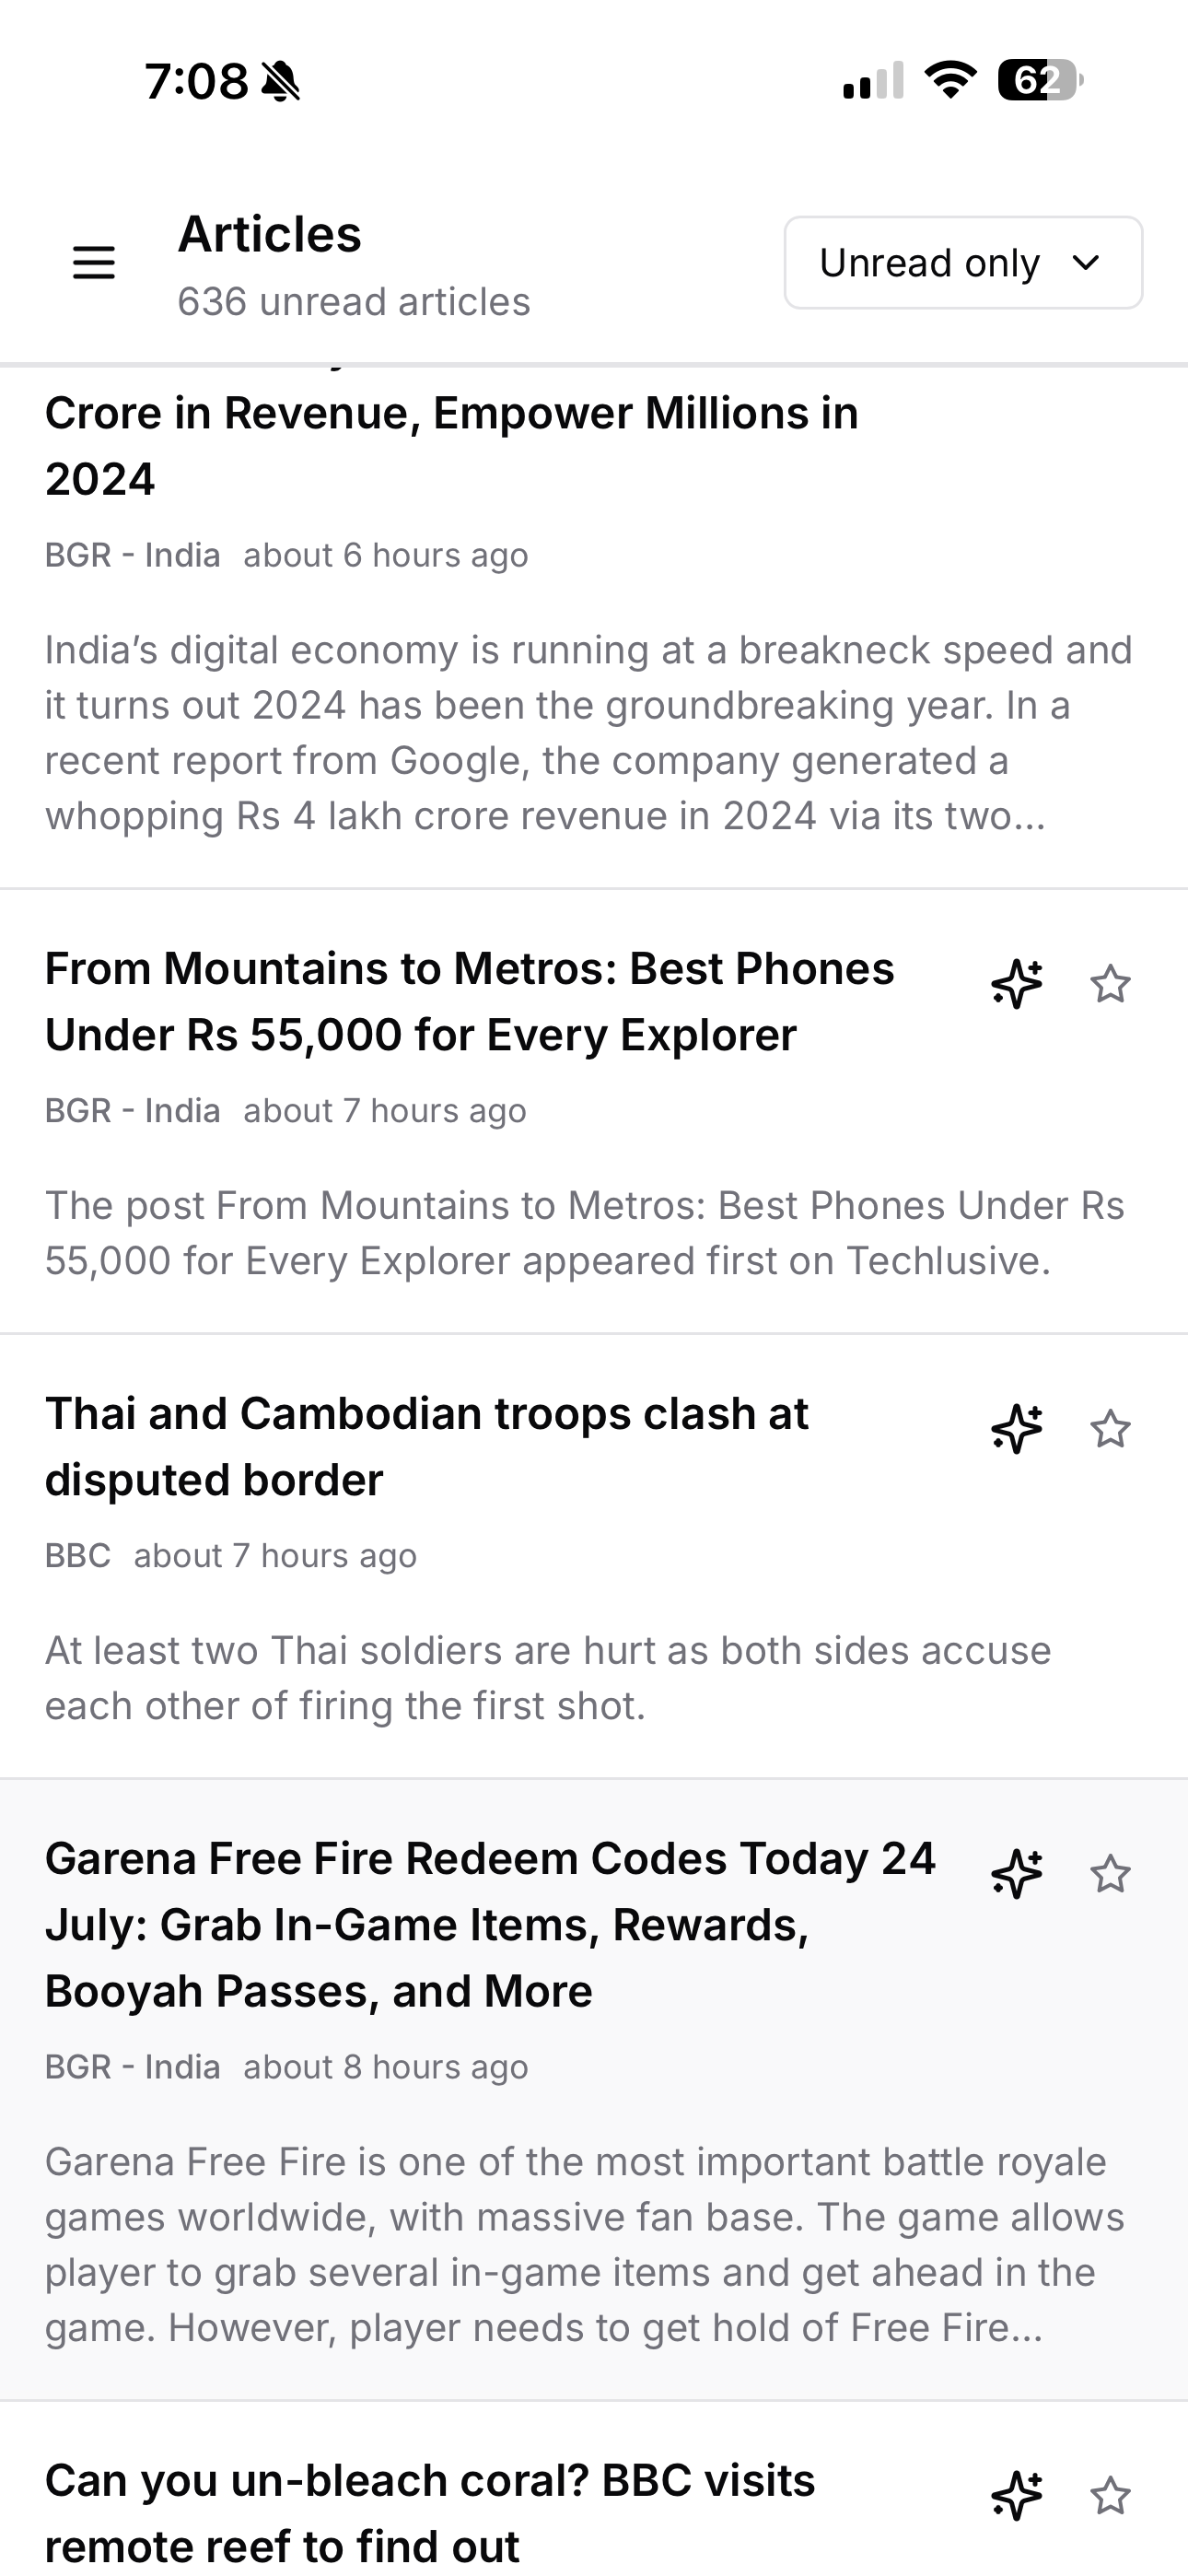 7:08
62
Articles
636 unread articles
Unread only
Crore in Revenue, Empower Millions in
2024
BGR - India about 6 hours ago
India’s digital economy is running at a breakneck speed and
it turns out 2024 has been the groundbreaking year. In a
recent report from Google, the company generated a
whopping Rs 4 lakh crore revenue in 2024 via its two...
From Mountains to Metros: Best Phones
Under Rs 55,000 for Every Explorer
BGR - India about 7 hours ago
The post From Mountains to Metros: Best Phones Under Rs
55,000 for Every Explorer appeared first on Techlusive.
Thai and Cambodian troops clash at
disputed border
BBC about 7 hours ago
At least two Thai soldiers are hurt as both sides accuse
each other of firing the first shot.
Garena Free Fire Redeem Codes Today 24
July: Grab In-Game Items, Rewards,
Booyah Passes, and More
BGR - India about 8 hours ago
Garena Free Fire is one of the most important battle royale
games worldwide, with massive fan base. The game allows
player to grab several in-game items and get ahead in the
game. However, player needs to get hold of Free Fire...
Can you un-bleach coral? BBC visits
remote reef to find out